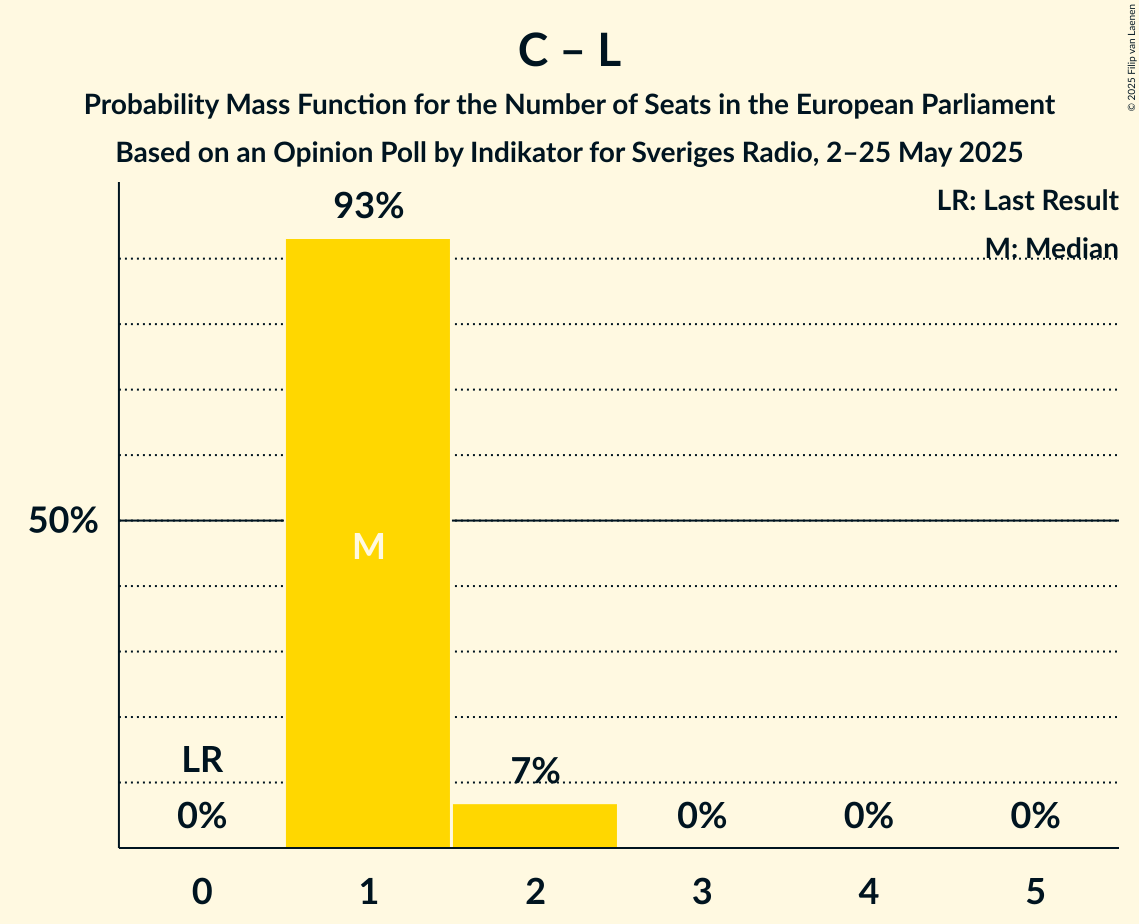 C – L
Probability Mass Function for the Number of Seats in the European Parliament
Based on an Opinion Poll by Indikator for Sveriges Radio, 2–25 May 2025
© 2025 Filip van Laenen
LR: Last Result
M: Median
93%
50%
M
LR
7%
0%
0%
0%
0%
0 1 2 3 4 5